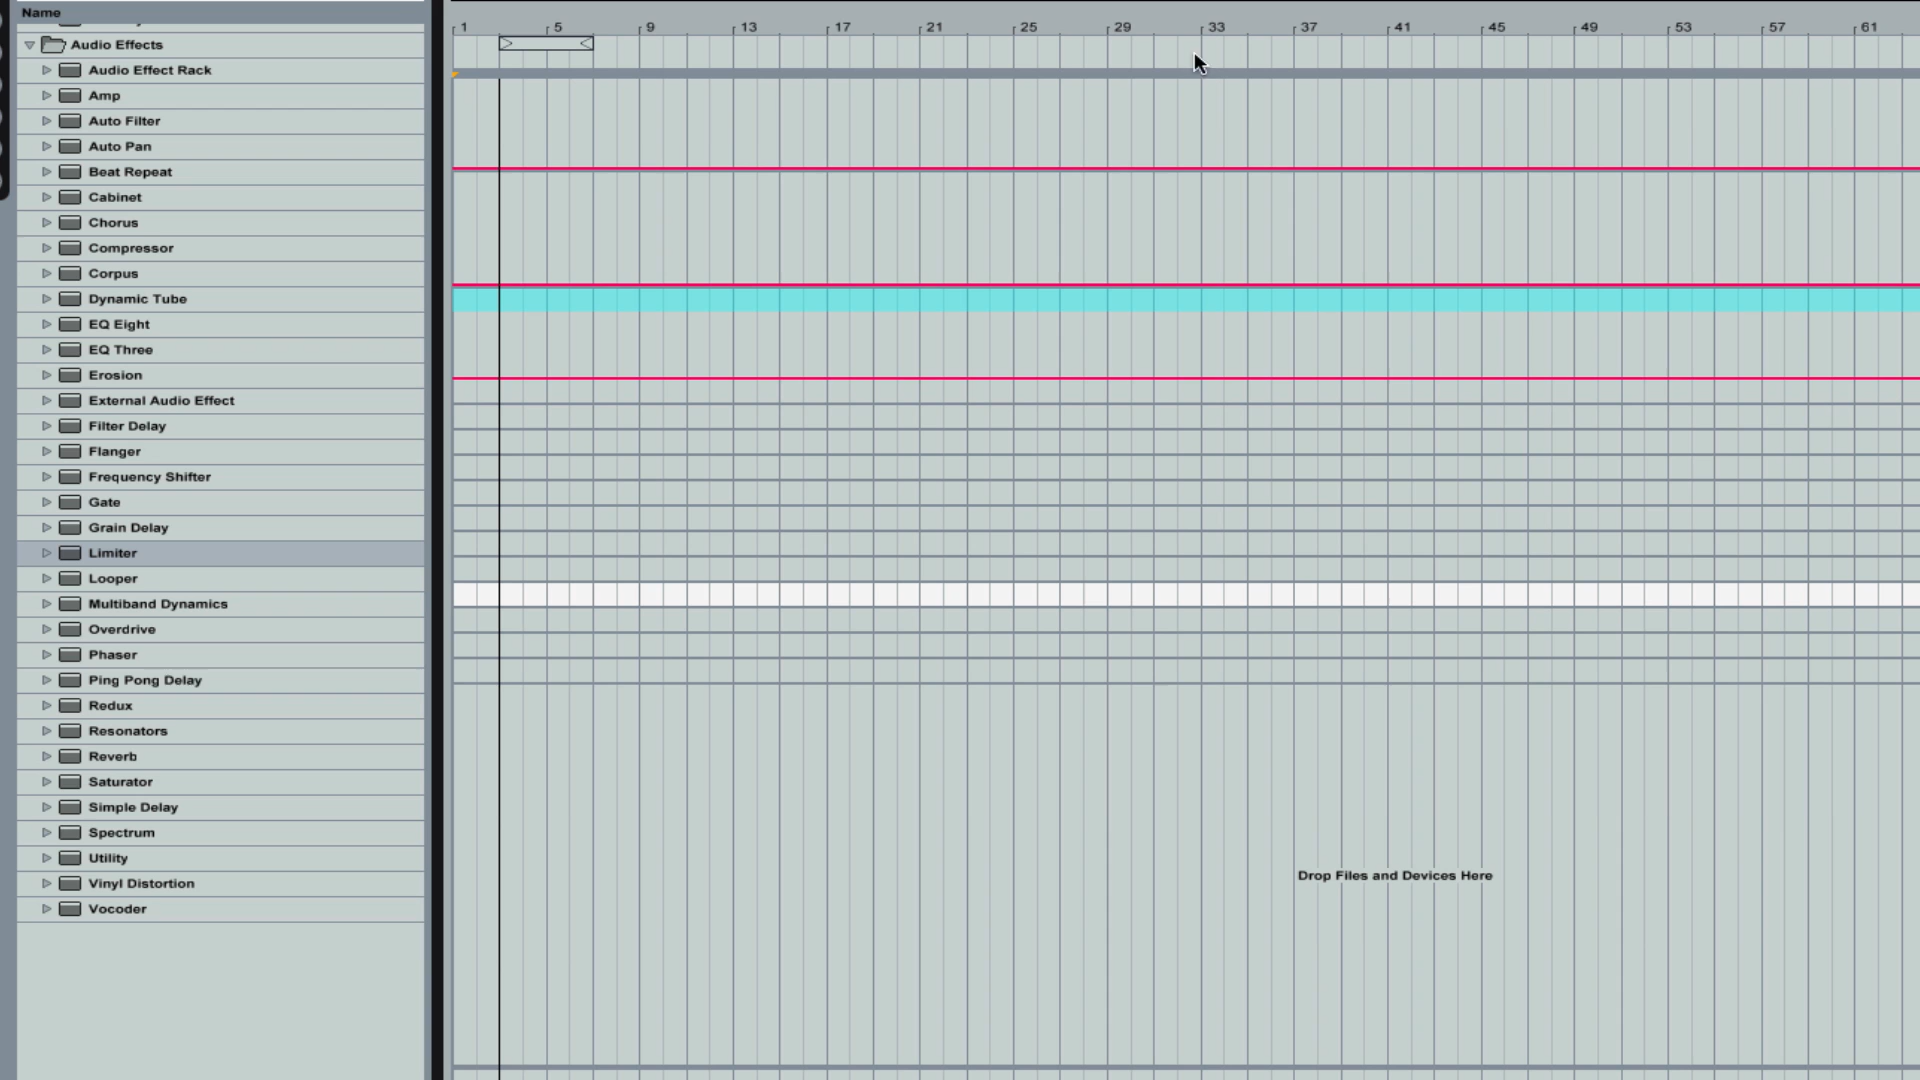 Name
1 5 9 13 17 21 25 29 33 37 41 45 49 53 57 61
Audio Effects
Audio Effect Rack
Amp
Auto Filter
Auto Pan
Beat Repeat
Cabinet
Chorus
Compressor
Corpus
Dynamic Tube
EQ Eight
EQ Three
Erosion
External Audio Effect
Filter Delay
Flanger
Frequency Shifter
Gate
Grain Delay
Limiter
Looper
Multiband Dynamics
Overdrive
Phaser
Ping Pong Delay
Redux
Resonators
Reverb
Saturator
Simple Delay
Spectrum
Utility
Vinyl Distortion
Vocoder
Drop Files and Devices Here